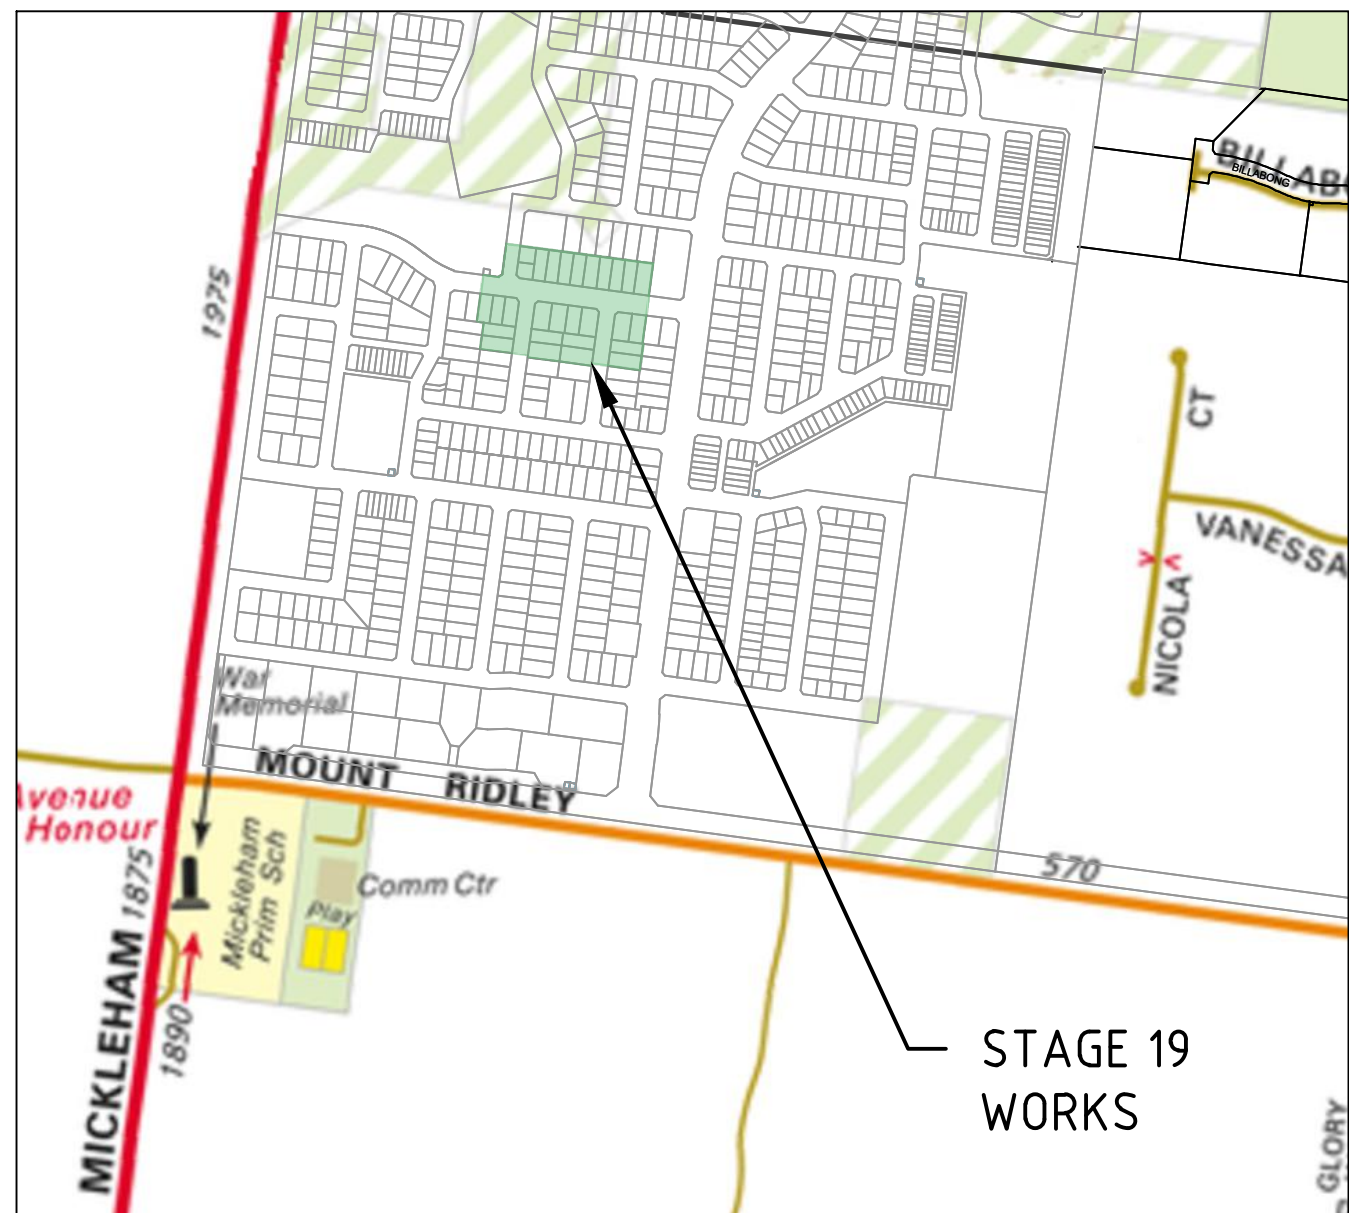 BILLAB
BILLABONG
1975
CT
VANESSA
NICOLA
War
Memorial
MOUNT RIDLEY
570
Avenue
Honour
1875
Mickleham
Prim Sch
Comm Ctr
Play
MICKLEHAM
1890
STAGE 19
WORKS
GLORY